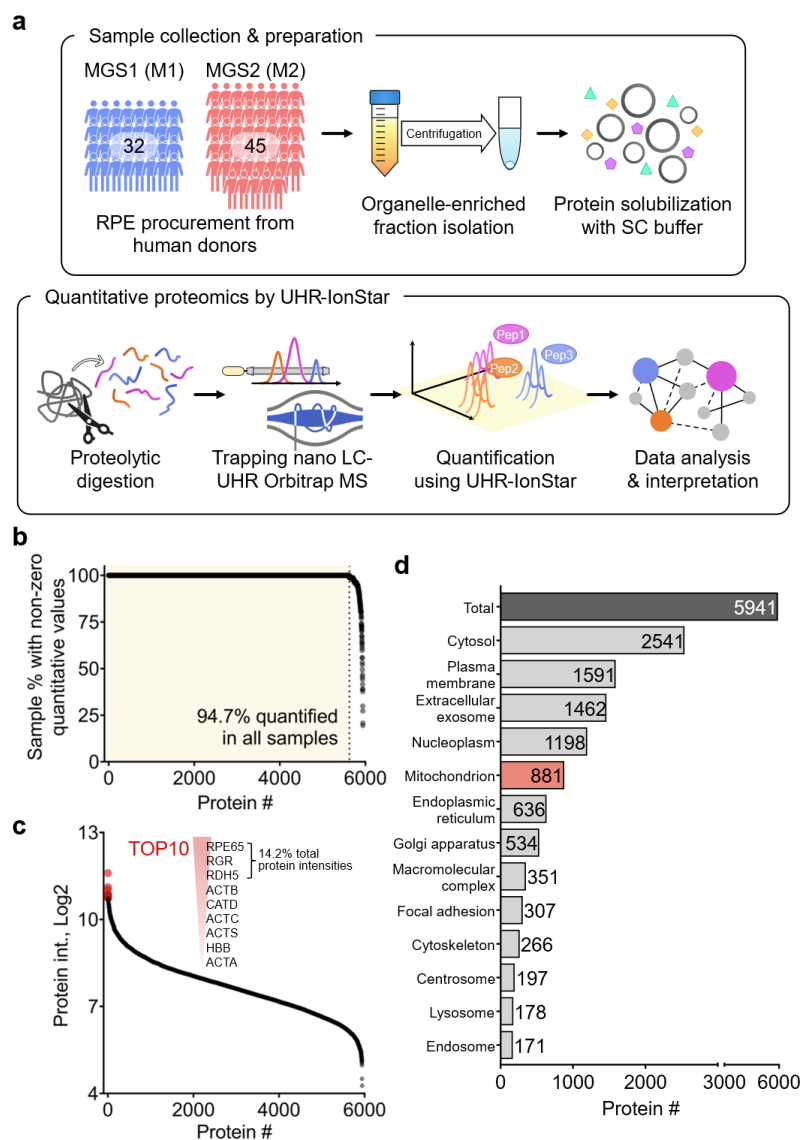 a
Sample collection & preparation
MGS1 (M1)
MGS2 (M2)
32
45
Centrifugation
RPE procurement from
human donors
Organelle-enriched
fraction isolation
Protein solubilization
with SC buffer
Quantitative proteomics by UHR-IonStar
Pep1
Pep2
Pep3
Proteolytic
digestion
Trapping nano LC-
UHR Orbitrap MS
Quantification
using UHR-IonStar
Data analysis
& interpretation
b
Sample % with non-zero
quantitative values
100
75
50
25
0
94.7% quantified
in all samples
0
2000
4000
6000
Protein #
c
Protein int., Log2
13
10
7
4
TOP10
RPE65
RGR
RDH5
ACTB
CATD
ACTC
ACTS
HBB
ACTA
14.2% total
protein intensities
0
2000
4000
6000
Protein #
d
Total
5941
Cytosol
2541
Plasma
membrane
1591
Extracellular
exosome
1462
Nucleoplasm
1198
Mitochondrion
881
Endoplasmic
reticulum
636
Golgi apparatus
534
Macromolecular
complex
351
Focal adhesion
307
Cytoskeleton
266
Centrosome
197
Lysosome
178
Endosome
171
0
1000
2000
3000
6000
Protein #